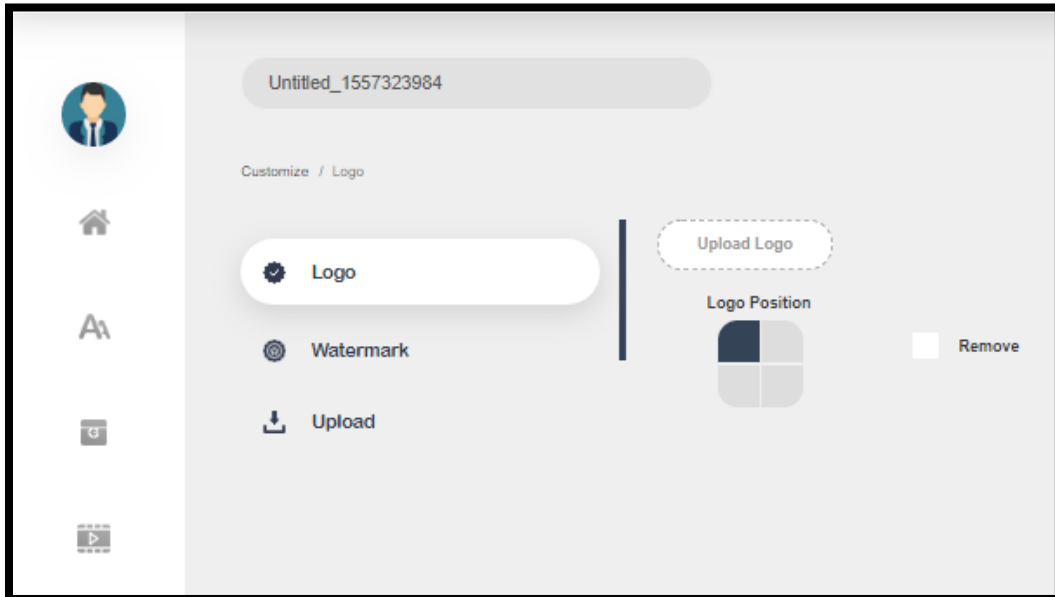 Untitled_1557323984
Customize / Logo
Logo
Watermark
Upload
Upload Logo
Logo Position
Remove
G